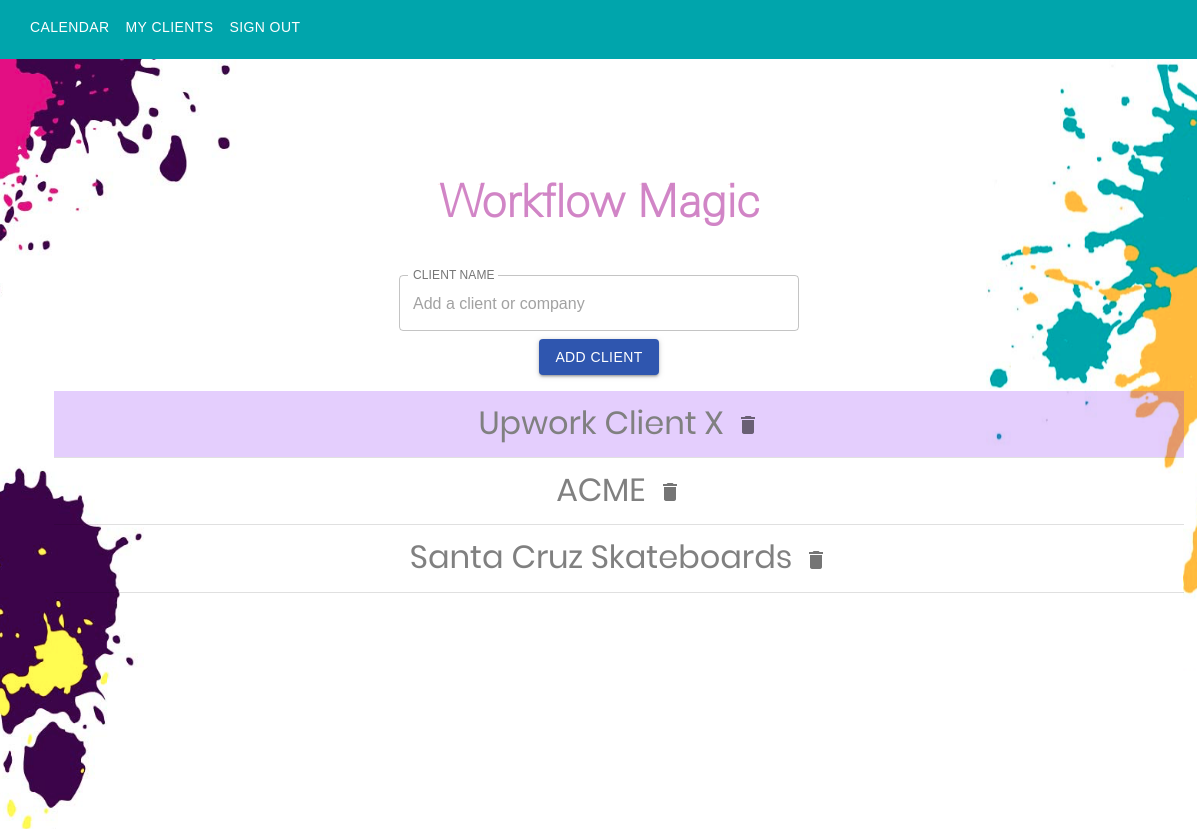 CALENDAR MY CLIENTS SIGN OUT
Workflow Magic
CLIENT NAME
Add a client or company
ADD CLIENT
Upwork Client X
ACME
Santa Cruz Skateboards